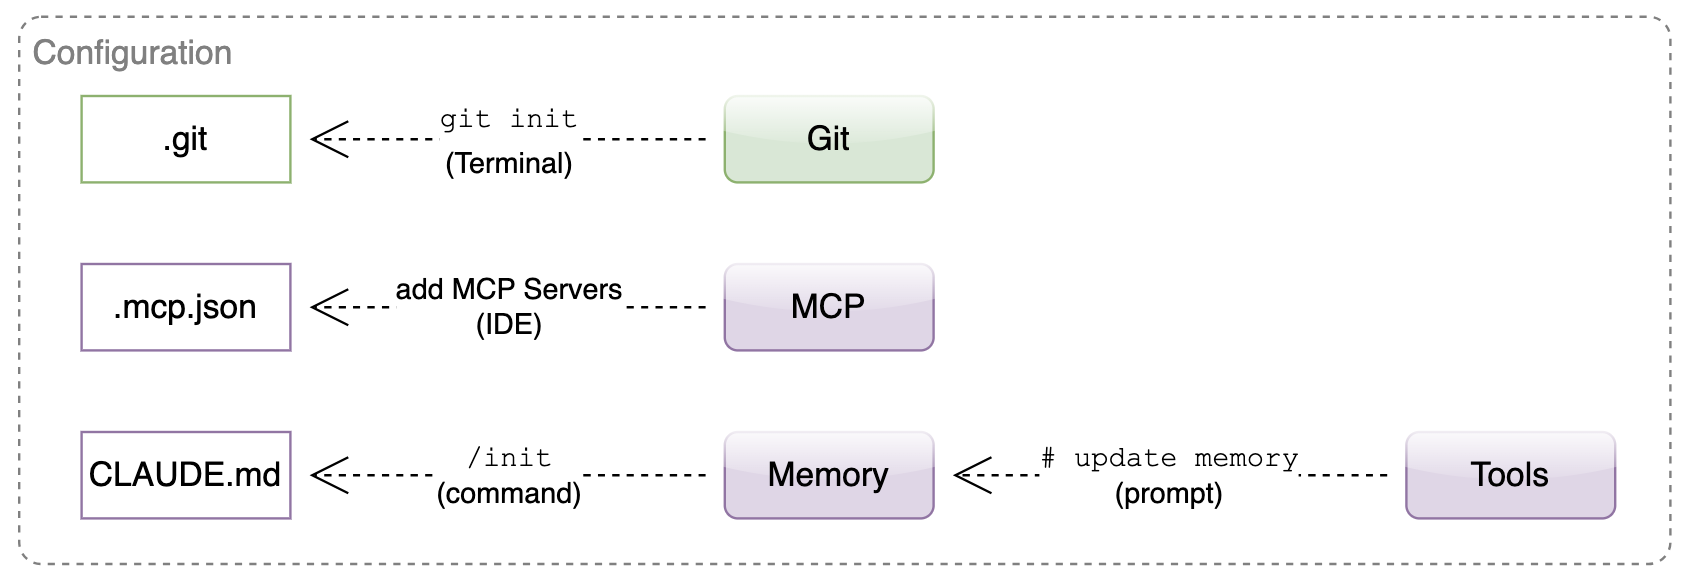 Configuration
.git
git init
(Terminal)
Git
.mcp.json
add MCP Servers
(IDE)
MCP
CLAUDE.md
/init
(command)
Memory
# update memory
(prompt)
Tools